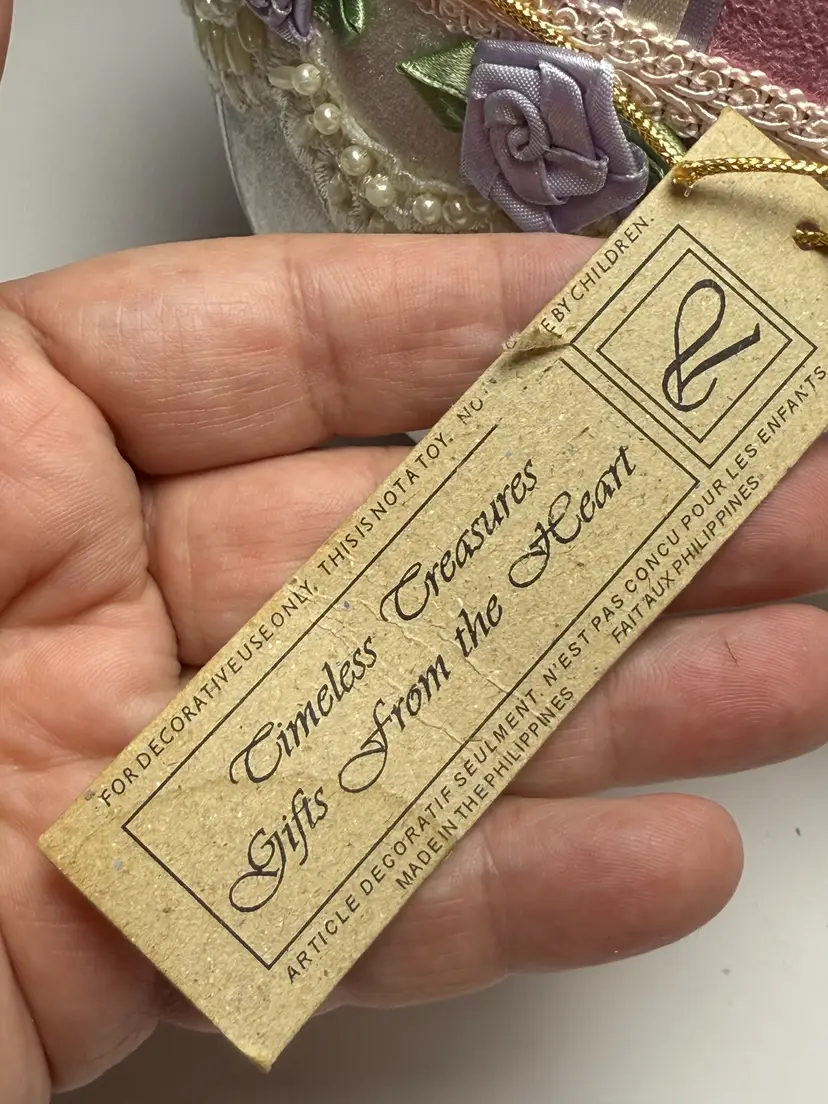 FOR DECORATIVE USE ONLY. THIS IS NOT A TOY. NO E BY CHILDREN.
Timeless Treasures
Gifts From the Heart
ARTICLE DECORATIF SEULMENT. N'EST PAS CONCU POUR LES ENFANTS
MADE IN THE PHILIPPINES FAIT AUX PHILIPPINES